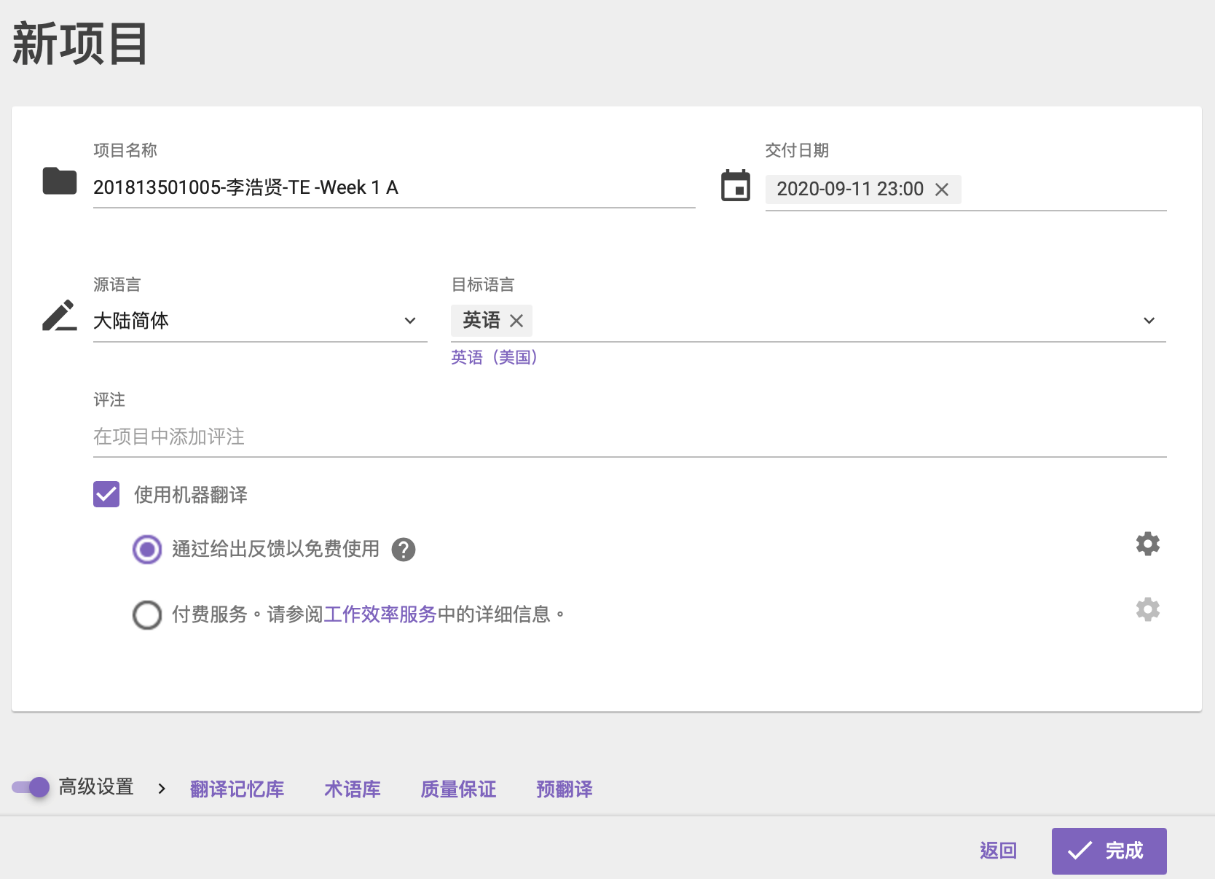 新项目
项目名称
交付日期
201813501005-李浩贤-TE -Week 1 A
2020-09-11 23:00
源语言
目标语言
大陆简体
英语
英语（美国）
评注
在项目中添加评注
使用机器翻译
通过给出反馈以免费使用
付费服务。请参阅工作效率服务中的详细信息。
高级设置 翻译记忆库 术语库 质量保证 预翻译
返回 完成